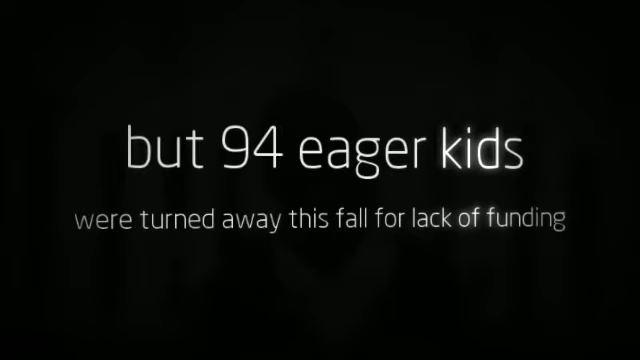 but 94 eager kids
were turned away this fall for lack of funding